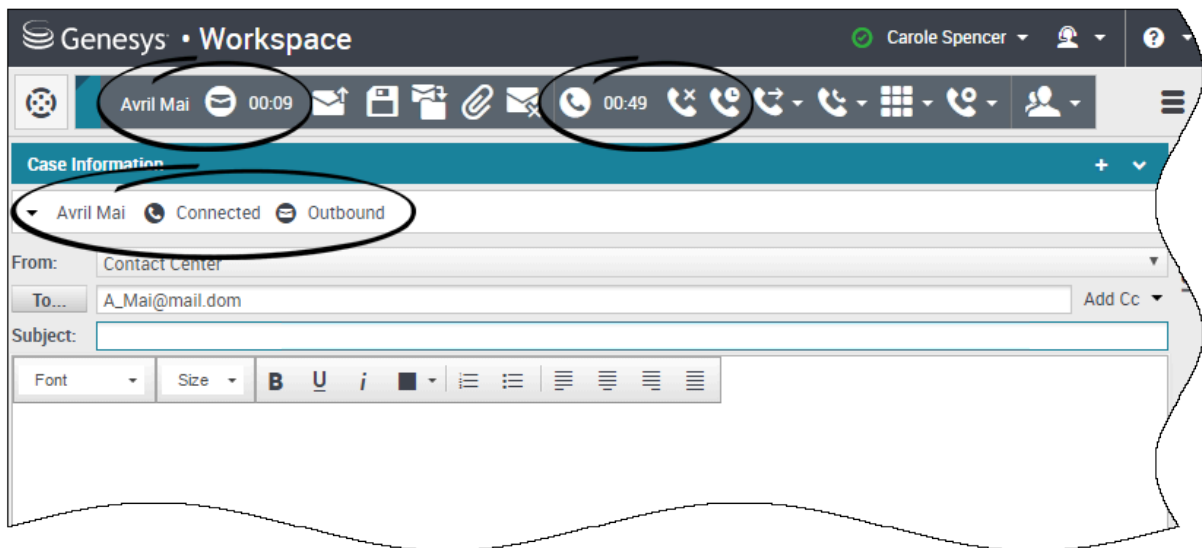 Genesys • Workspace Carole Spencer ?
Avril Mai 00:09 00:49
Case Information
Avril Mai Connected Outbound
From: Contact Center
To... A_Mai@mail.dom Add Cc
Subject:
Font Size B U i